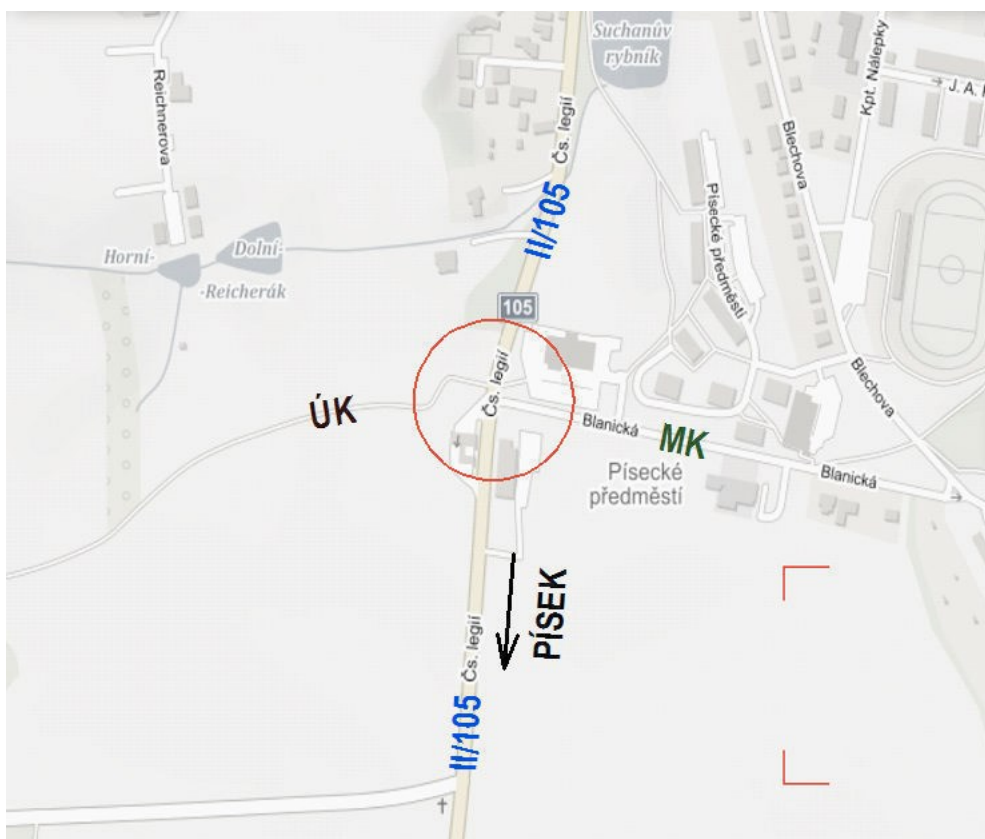 Suchanův
rybník
Kpt. Nálepky
J. A. K
Reichnerova
Čs. legií
Blechova
II/105
Písecké předměstí
Horní-
Dolní-
-Reicherák
105
Čs. legií
Blechova
ÚK
Blanická
MK
Písecké
předměstí
Blanická
PÍSEK
Čs. legií
II/105